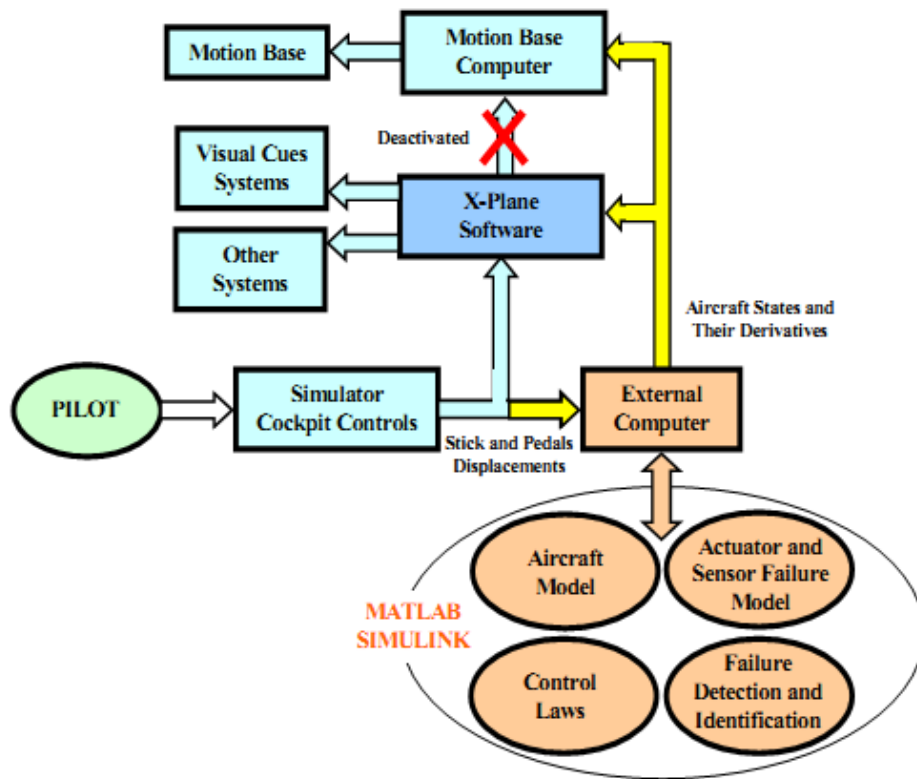 Motion Base
Motion Base
Computer
Deactivated
Visual Cues
Systems
X-Plane
Software
Other
Systems
Aircraft States and
Their Derivatives
PILOT
Simulator
Cockpit Controls
External
Computer
Stick and Pedals
Displacements
Aircraft
Model
Actuator and
Sensor Failure
Model
MATLAB
SIMULINK
Control
Laws
Failure
Detection and
Identification